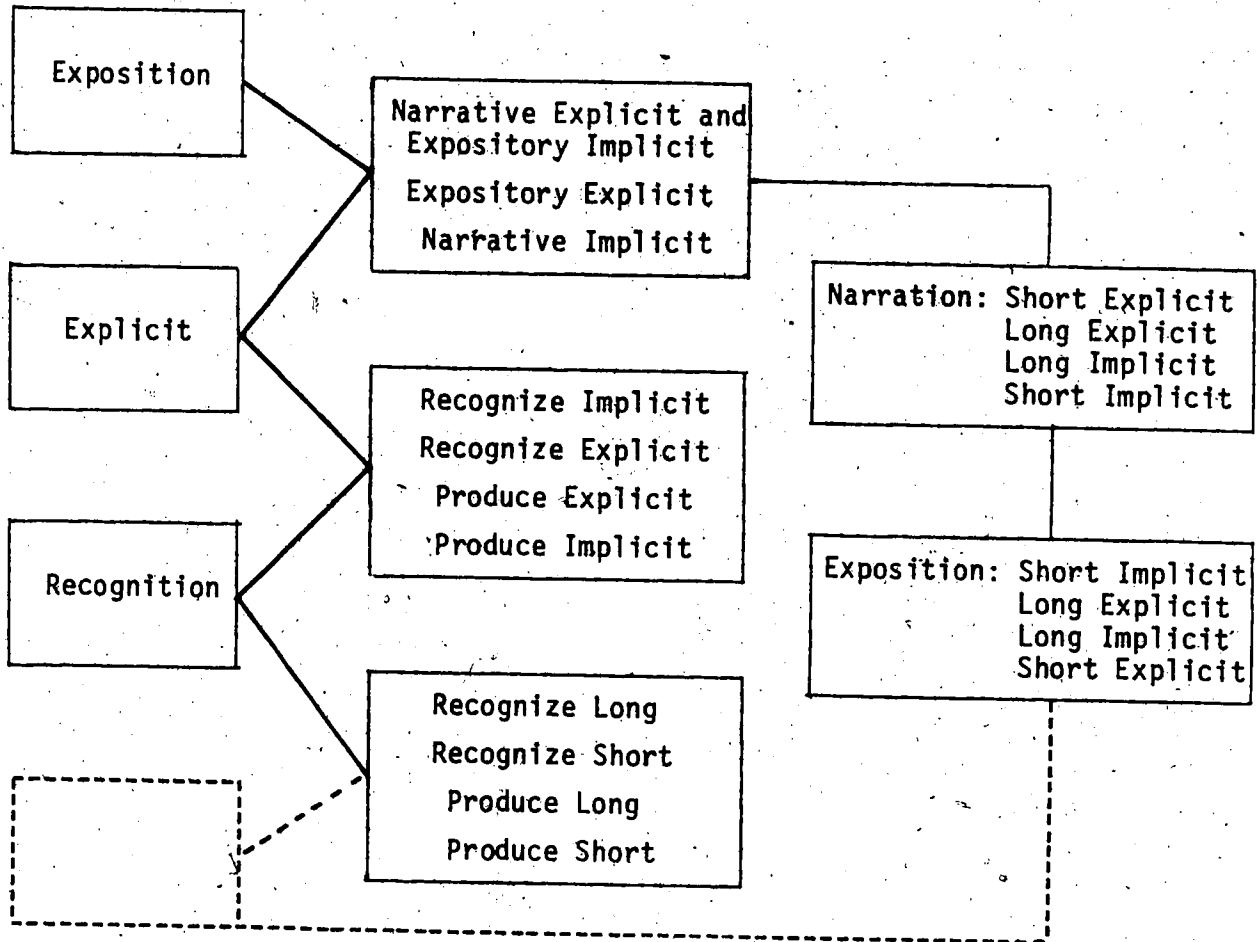 Exposition
Narrative Explicit and
Expository Implicit
Expository Explicit
Narrative Implicit
Explicit
Narration: Short Explicit
Long Explicit
Long Implicit
Short Implicit
Recognize Implicit
Recognize Explicit
Produce Explicit
Produce Implicit
Recognition
Exposition: Short Implicit
Long Explicit
Long Implicit
Short Explicit
Recognize Long
Recognize Short
Produce Long
Produce Short